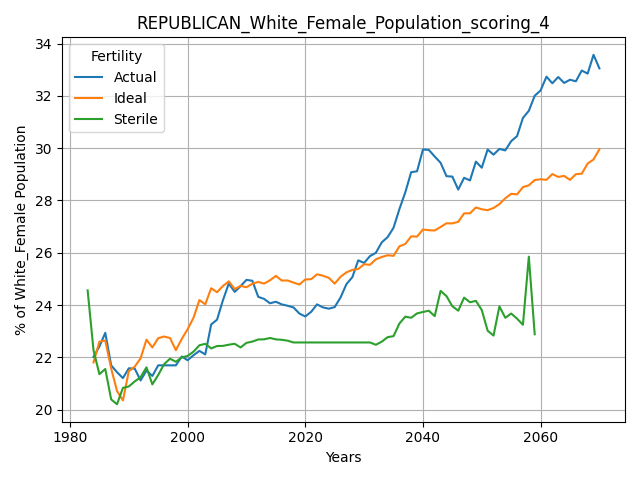 REPUBLICAN_White_Female_Population_scoring_4
Fertility
Actual
Ideal
Sterile
% of White_Female Population
34
32
30
28
26
24
22
20
1980
2000
2020
2040
2060
Years